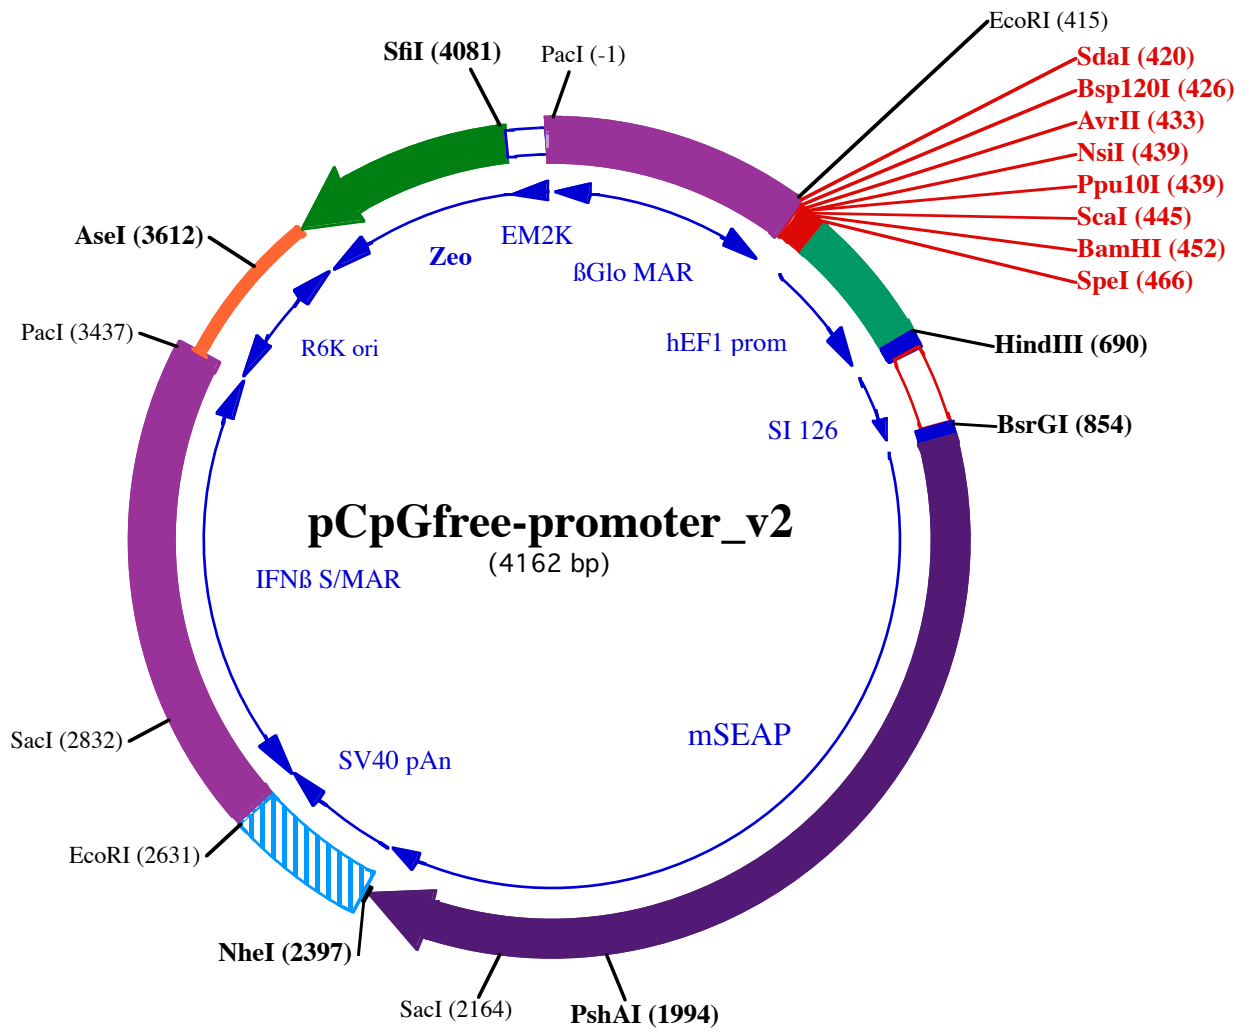 EcoRI (415)
SfiI (4081)
PacI (-1)
SdaI (420)
Bsp120I (426)
AvrII (433)
NsiI (439)
Ppu10I (439)
ScaI (445)
BamHI (452)
SpeI (466)
AseI (3612)
EM2K
Zeo
ßGlo MAR
PacI (3437)
R6K ori
hEF1 prom
HindIII (690)
SI 126
BsrGI (854)
pCpGfree-promoter_v2
(4162 bp)
IFNß S/MAR
mSEAP
SacI (2832)
SV40 pAn
EcoRI (2631)
NheI (2397)
SacI (2164)
PshAI (1994)